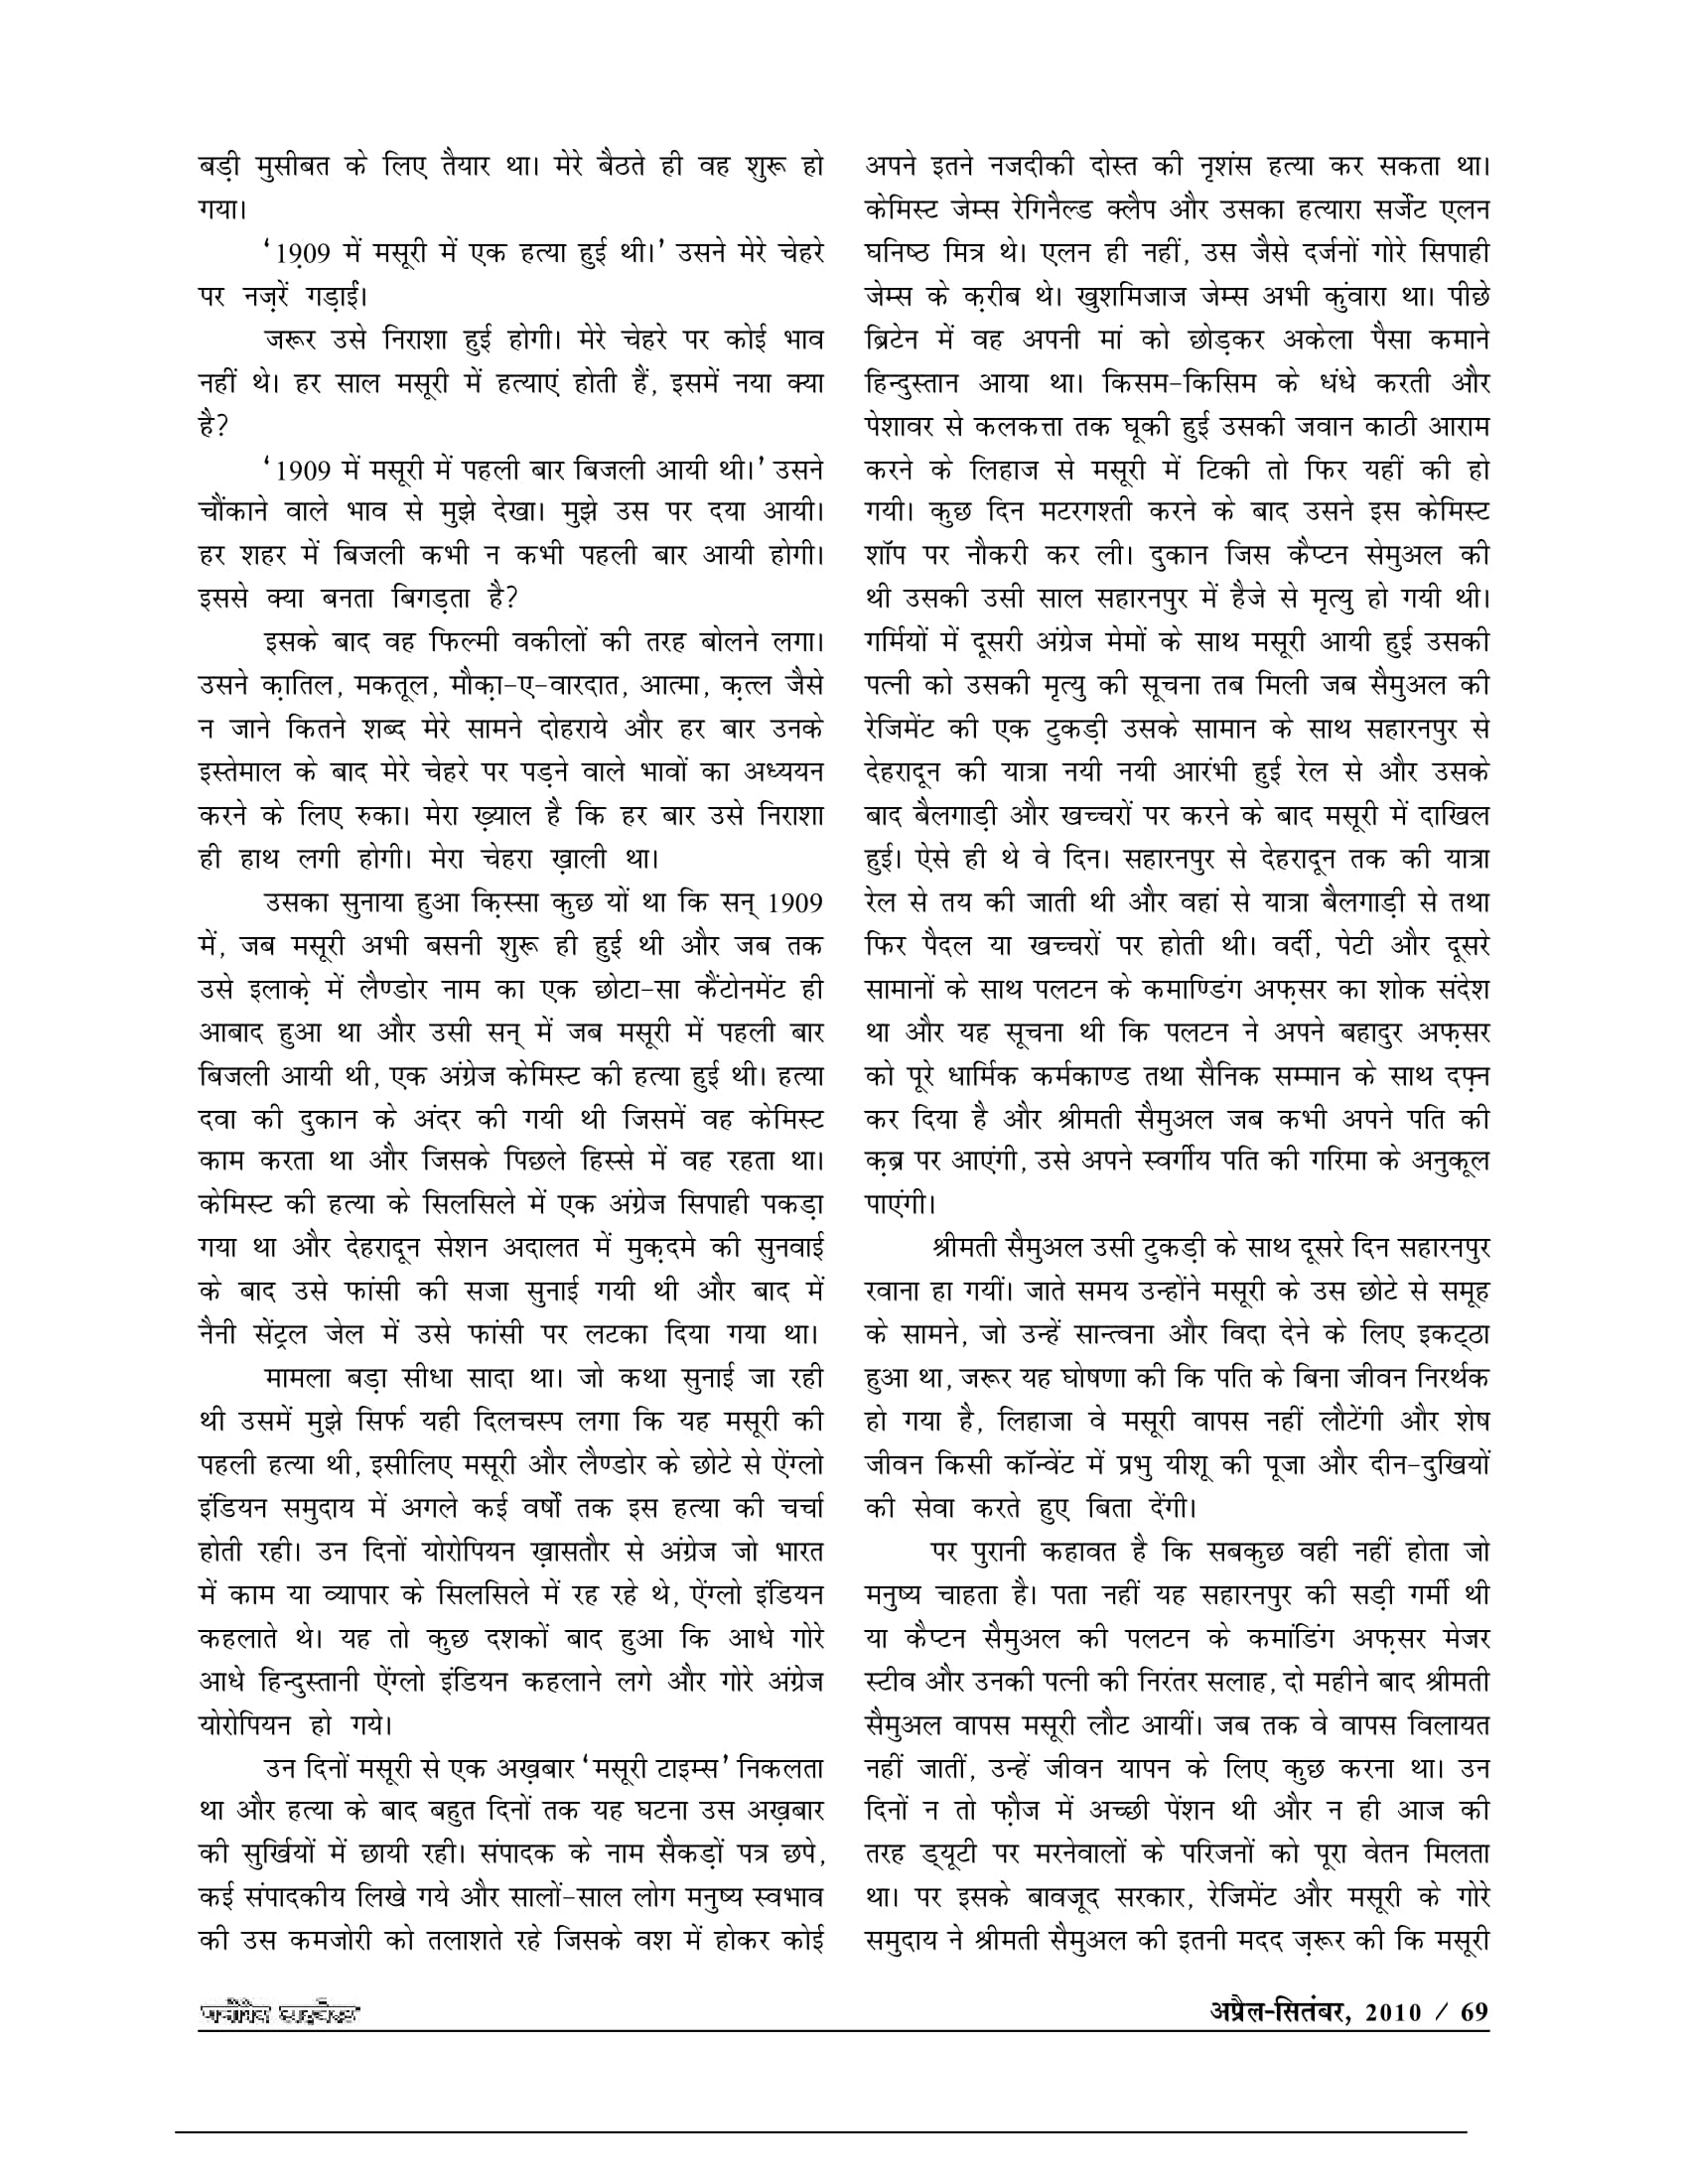 बड़ी मुसीबत के लिए तैयार था। मेरे बैठते ही वह शुरू हो
गया।
‘1909 में मसूरी में एक हत्या हुई थी।’ उसने मेरे चेहरे
पर नज़रें गड़ाईं।
जरूर उसे निराशा हुई होगी। मेरे चेहरे पर कोई भाव
नहीं थे। हर साल मसूरी में हत्याएं होती हैं, इसमें नया क्या
है?
‘1909 में मसूरी में पहली बार बिजली आयी थी।’ उसने
चौंकाने वाले भाव से मुझे देखा। मुझे उस पर दया आयी।
हर शहर में बिजली कभी न कभी पहली बार आयी होगी।
इससे क्या बनता बिगड़ता है?
इसके बाद वह फिल्मी वकीलों की तरह बोलने लगा।
उसने क़ातिल, मकतूल, मौक़ा-ए-वारदात, आत्मा, क़त्ल जैसे
न जाने कितने शब्द मेरे सामने दोहराये और हर बार उनके
इस्तेमाल के बाद मेरे चेहरे पर पड़ने वाले भावों का अध्ययन
करने के लिए रुका। मेरा ख़्याल है कि हर बार उसे निराशा
ही हाथ लगी होगी। मेरा चेहरा ख़ाली था।
उसका सुनाया हुआ क़िस्सा कुछ यों था कि सन् 1909
में, जब मसूरी अभी बसनी शुरू ही हुई थी और जब तक
उसे इलाक़े में लैण्डोर नाम का एक छोटा-सा कैंटोनमेंट ही
आबाद हुआ था और उसी सन् में जब मसूरी में पहली बार
बिजली आयी थी, एक अंग्रेज केमिस्ट की हत्या हुई थी। हत्या
दवा की दुकान के अंदर की गयी थी जिसमें वह केमिस्ट
काम करता था और जिसके पिछले हिस्से में वह रहता था।
केमिस्ट की हत्या के सिलसिले में एक अंग्रेज सिपाही पकड़ा
गया था और देहरादून सेशन अदालत में मुक़दमे की सुनवाई
के बाद उसे फांसी की सजा सुनाई गयी थी और बाद में
नैनी सेंट्रल जेल में उसे फांसी पर लटका दिया गया था।
मामला बड़ा सीधा सादा था। जो कथा सुनाई जा रही
थी उसमें मुझे सिर्फ यही दिलचस्प लगा कि यह मसूरी की
पहली हत्या थी, इसीलिए मसूरी और लैण्डोर के छोटे से ऐंग्लो
इंडियन समुदाय में अगले कई वर्षों तक इस हत्या की चर्चा
होती रही। उन दिनों योरोपियन ख़ासतौर से अंग्रेज जो भारत
में काम या व्यापार के सिलसिले में रह रहे थे, ऐंग्लो इंडियन
कहलाते थे। यह तो कुछ दशकों बाद हुआ कि आधे गोरे
आधे हिन्दुस्तानी ऐंग्लो इंडियन कहलाने लगे और गोरे अंग्रेज
योरोपियन हो गये।
उन दिनों मसूरी से एक अख़बार ‘मसूरी टाइम्स’ निकलता
था और हत्या के बाद बहुत दिनों तक यह घटना उस अख़बार
की सुर्खियों में छायी रही। संपादक के नाम सैकड़ों पत्र छपे,
कई संपादकीय लिखे गये और सालों-साल लोग मनुष्य स्वभाव
की उस कमजोरी को तलाशते रहे जिसके वश में होकर कोई
अपने इतने नजदीकी दोस्त की नृशंस हत्या कर सकता था।
केमिस्ट जेम्स रेगिनैल्ड क्लैप और उसका हत्यारा सर्जेंट एलन
घनिष्ठ मित्र थे। एलन ही नहीं, उस जैसे दर्जनों गोरे सिपाही
जेम्स के क़रीब थे। खुशमिजाज जेम्स अभी कुंवारा था। पीछे
ब्रिटेन में वह अपनी मां को छोड़कर अकेला पैसा कमाने
हिन्दुस्तान आया था। किसम-किसिम के धंधे करती और
पेशावर से कलकत्ता तक घूकी हुई उसकी जवान काठी आराम
करने के लिहाज से मसूरी में टिकी तो फिर यहीं की हो
गयी। कुछ दिन मटरगश्ती करने के बाद उसने इस केमिस्ट
शॉप पर नौकरी कर ली। दुकान जिस कैप्टन सेमुअल की
थी उसकी उसी साल सहारनपुर में हैजे से मृत्यु हो गयी थी।
गर्मियों में दूसरी अंग्रेज मेमों के साथ मसूरी आयी हुई उसकी
पत्नी को उसकी मृत्यु की सूचना तब मिली जब सैमुअल की
रेजिमेंट की एक टुकड़ी उसके सामान के साथ सहारनपुर से
देहरादून की यात्रा नयी नयी आरंभी हुई रेल से और उसके
बाद बैलगाड़ी और खच्चरों पर करने के बाद मसूरी में दाखिल
हुई। ऐसे ही थे वे दिन। सहारनपुर से देहरादून तक की यात्रा
रेल से तय की जाती थी और वहां से यात्रा बैलगाड़ी से तथा
फिर पैदल या खच्चरों पर होती थी। वर्दी, पेटी और दूसरे
सामानों के साथ पलटन के कमाण्डिंग अफ़सर का शोक संदेश
था और यह सूचना थी कि पलटन ने अपने बहादुर अफ़सर
को पूरे धार्मिक कर्मकाण्ड तथा सैनिक सम्मान के साथ दफ़्न
कर दिया है और श्रीमती सैमुअल जब कभी अपने पति की
क़ब्र पर आएंगी, उसे अपने स्वर्गीय पति की गरिमा के अनुकूल
पाएंगी।
श्रीमती सैमुअल उसी टुकड़ी के साथ दूसरे दिन सहारनपुर
रवाना हा गयीं। जाते समय उन्होंने मसूरी के उस छोटे से समूह
के सामने, जो उन्हें सान्त्वना और विदा देने के लिए इकट्ठा
हुआ था, जरूर यह घोषणा की कि पति के बिना जीवन निरर्थक
हो गया है, लिहाजा वे मसूरी वापस नहीं लौटेंगी और शेष
जीवन किसी कॉन्वेंट में प्रभु यीशू की पूजा और दीन-दुखियों
की सेवा करते हुए बिता देंगी।
पर पुरानी कहावत है कि सबकुछ वही नहीं होता जो
मनुष्य चाहता है। पता नहीं यह सहारनपुर की सड़ी गर्मी थी
या कैप्टन सैमुअल की पलटन के कमांडिंग अफ़सर मेजर
स्टीव और उनकी पत्नी की निरंतर सलाह, दो महीने बाद श्रीमती
सैमुअल वापस मसूरी लौट आयीं। जब तक वे वापस विलायत
नहीं जातीं, उन्हें जीवन यापन के लिए कुछ करना था। उन
दिनों न तो फ़ौज में अच्छी पेंशन थी और न ही आज की
तरह ड्यूटी पर मरनेवालों के परिजनों को पूरा वेतन मिलता
था। पर इसके बावजूद सरकार, रेजिमेंट और मसूरी के गोरे
समुदाय ने श्रीमती सैमुअल की इतनी मदद ज़रूर की कि मसूरी
अप्रैल-सितंबर, 2010 / 69